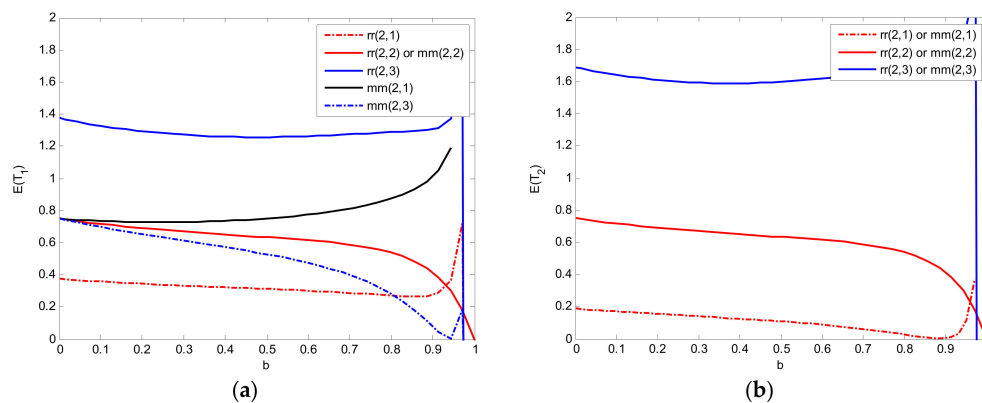 2
1.8
1.6
1.4
1.2
1
0.8
0.6
0.4
0.2
0
E(T1)
0 0.1 0.2 0.3 0.4 0.5 0.6 0.7 0.8 0.9 1
b
rr(2,1)
rr(2,2) or mm(2,2)
rr(2,3)
mm(2,1)
mm(2,3)
(a)
2
1.8
1.6
1.4
1.2
1
0.8
0.6
0.4
0.2
0
E(T2)
0 0.1 0.2 0.3 0.4 0.5 0.6 0.7 0.8 0.9
b
rr(2,1) or mm(2,1)
rr(2,2) or mm(2,2)
rr(2,3) or mm(2,3)
(b)